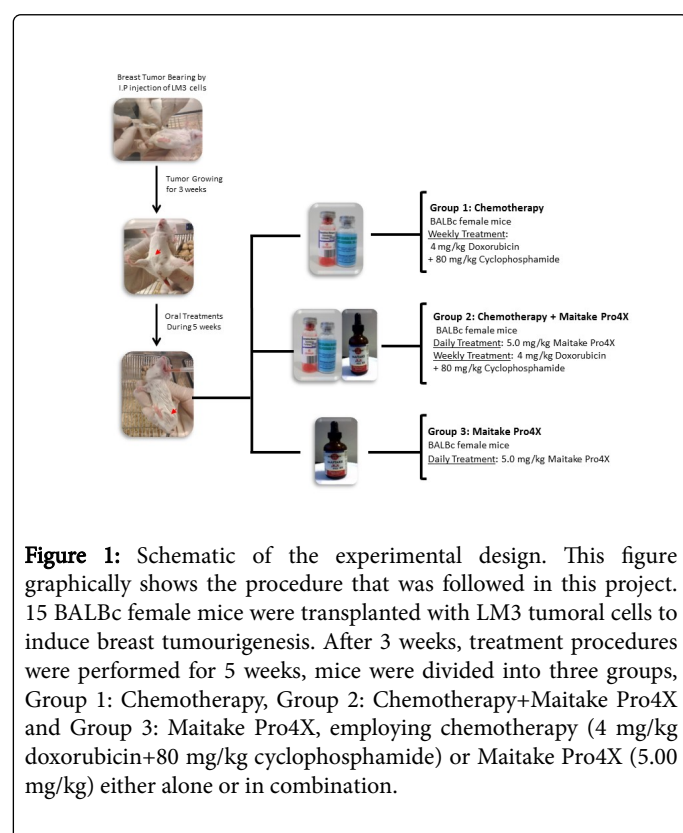 Breast Tumor Bearing by
I.P injection of LM3 cells
Tumor Growing
for 3 weeks
Oral Treatments
During 5 weeks
Group 1: Chemotherapy
BALBc female mice
Weekly Treatment:
4 mg/kg Doxorubicin
+ 80 mg/kg Cyclophosphamide
Group 2: Chemotherapy + Maitake Pro4X
BALBc female mice
Daily Treatment: 5.0 mg/kg Maitake Pro4X
Weekly Treatment: 4 mg/kg Doxorubicin
+ 80 mg/kg Cyclophosphamide
Group 3: Maitake Pro4X
BALBc female mice
Daily Treatment: 5.0 mg/kg Maitake Pro4X
Figure 1: Schematic of the experimental design. This figure
graphically shows the procedure that was followed in this project.
15 BALBc female mice were transplanted with LM3 tumoral cells to
induce breast tumourigenesis. After 3 weeks, treatment procedures
were performed for 5 weeks, mice were divided into three groups,
Group 1: Chemotherapy, Group 2: Chemotherapy+Maitake Pro4X
and Group 3: Maitake Pro4X, employing chemotherapy (4 mg/kg
doxorubicin+80 mg/kg cyclophosphamide) or Maitake Pro4X (5.00
mg/kg) either alone or in combination.